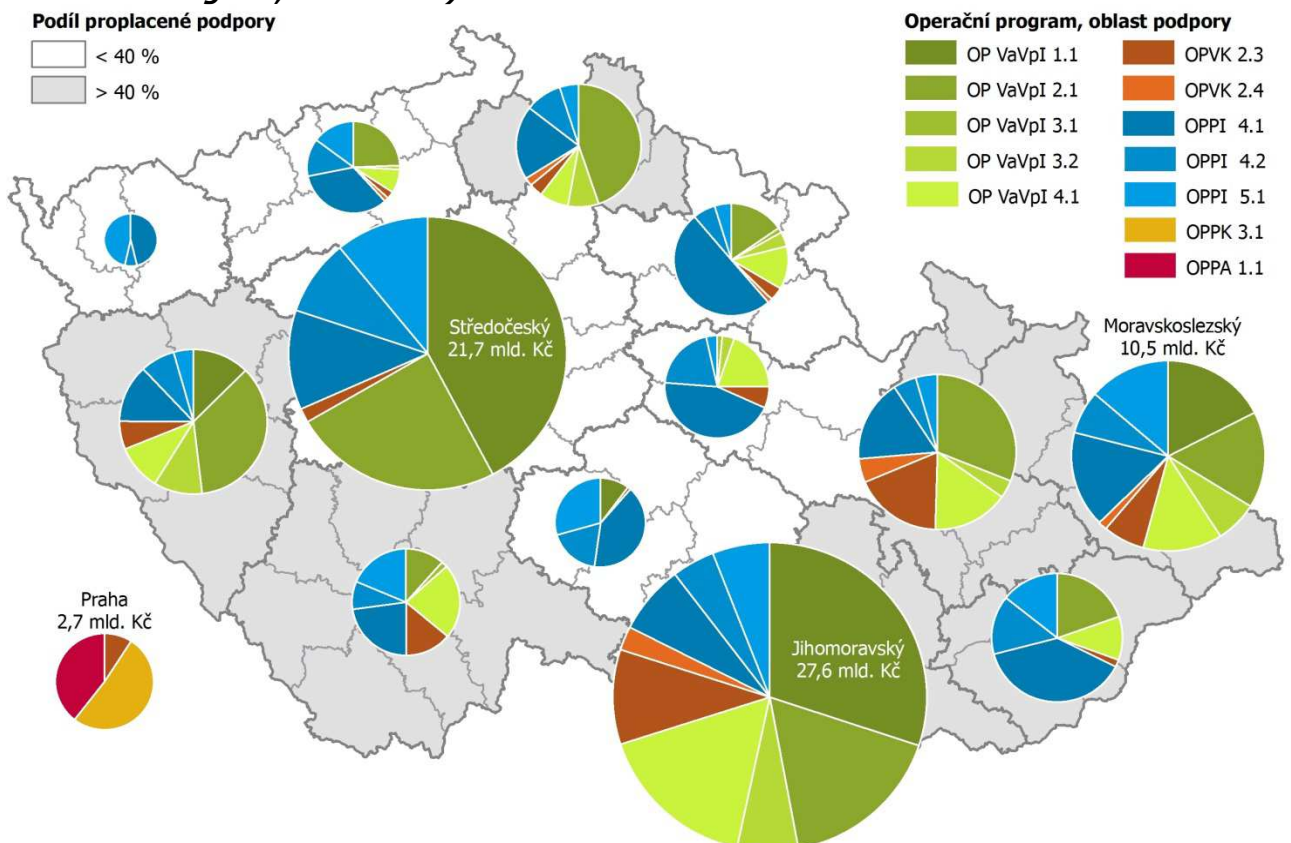 Podíl proplacené podpory
< 40 %
> 40 %
Operační program, oblast podpory
OP VaVpI 1.1
OP VaVpI 2.1
OP VaVpI 3.1
OP VaVpI 3.2
OP VaVpI 4.1
OPVK 2.3
OPVK 2.4
OPPI 4.1
OPPI 4.2
OPPI 5.1
OPPK 3.1
OPPA 1.1
Středočeský
21,7 mld. Kč
Moravskoslezský
10,5 mld. Kč
Praha
2,7 mld. Kč
Jihomoravský
27,6 mld. Kč